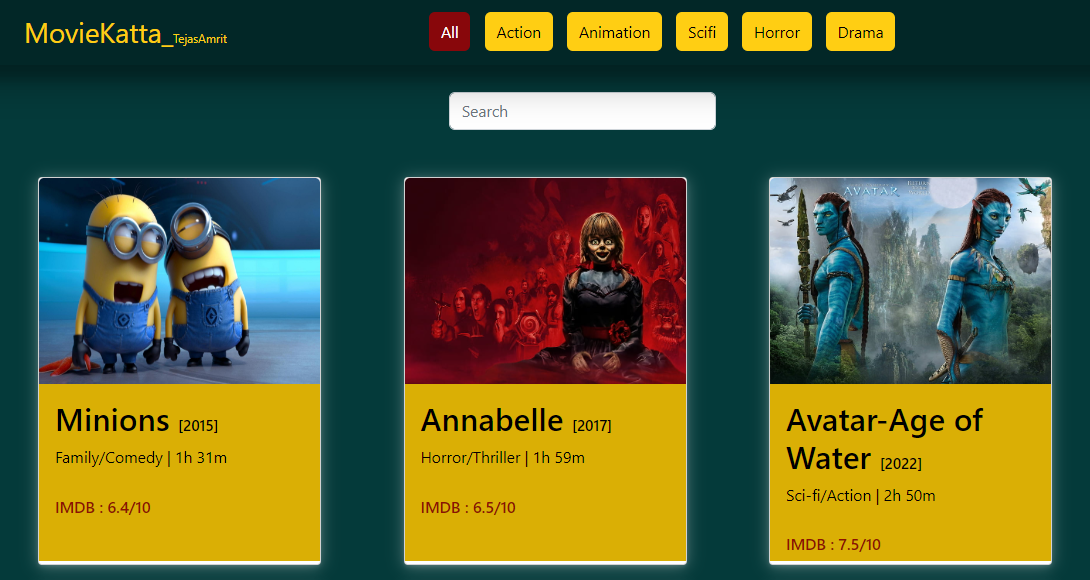 MovieKatta_TejasAmrit
All Action Animation Scifi Horror Drama
Search
AVATAR
Minions [2015]
Family/Comedy | 1h 31m
IMDB : 6.4/10
Annabelle [2017]
Horror/Thriller | 1h 59m
IMDB : 6.5/10
Avatar-Age of
Water [2022]
Sci-fi/Action | 2h 50m
IMDB : 7.5/10